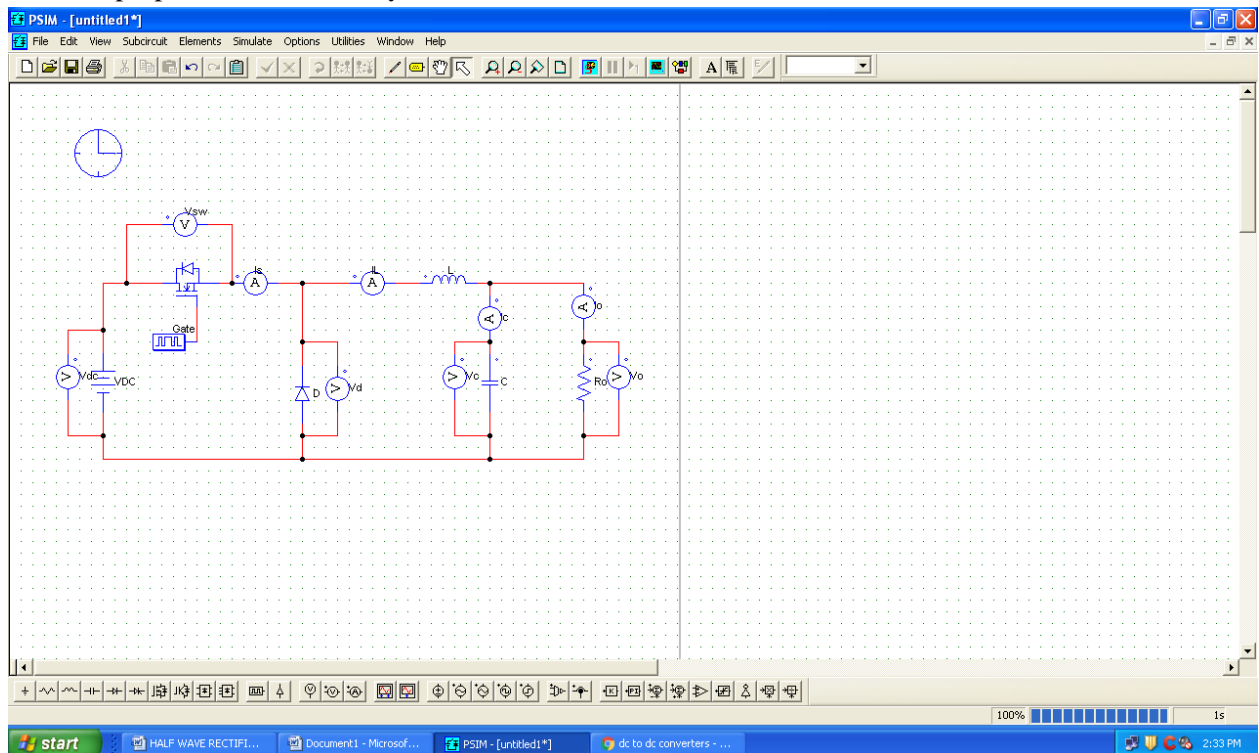 PSIM - [untitled1*]
File Edit View Subcircuit Elements Simulate Options Utilities Window Help
A
E/
Vsw
V
Is
A
IL
A
L
Gate
V
Vdc
VDC
D
V
Vd
A
V
Vc
C
A
Io
Ro
V
Vo
JK
K
PI
100%
1s
start
HALF WAVE RECTIFI...
Document1 - Microsof...
PSIM - [untitled1*]
dc to dc converters - ...
2:33 PM